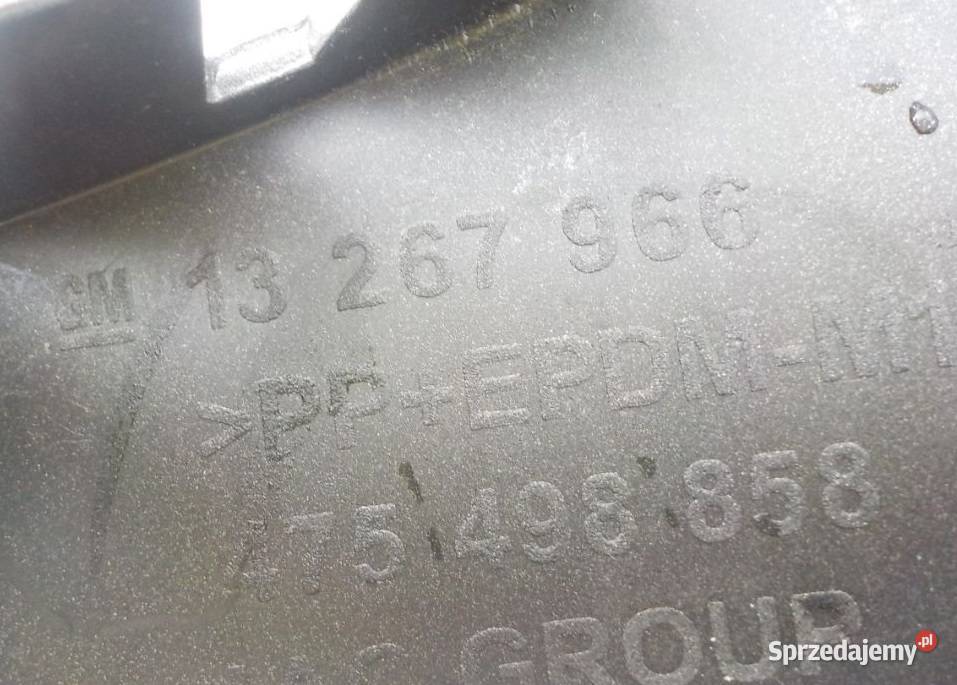 GM 13 267 966
>PP+EPDM-M1
475 498 858
GROUP
Sprzedajemy.pl